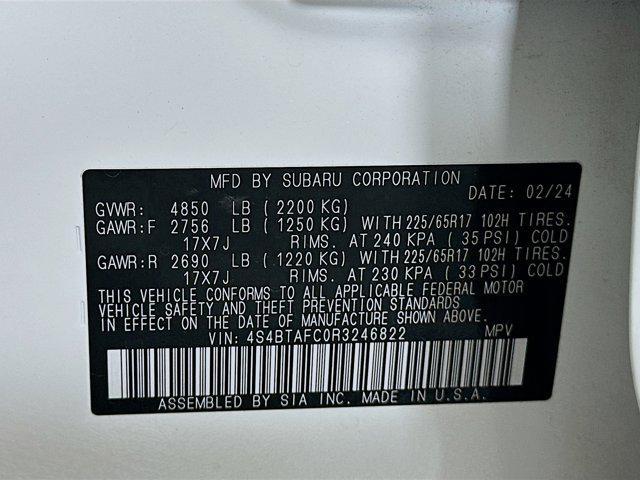 MFD BY SUBARU CORPORATION
DATE: 02/24
GVWR: 4850 LB (2200 KG)
GAWR:F 2756 LB (1250 KG) WITH 225/65R17 102H TIRES.
17X7J RIMS. AT 240 KPA (35 PSI) COLD
GAWR:R 2690 LB (1220 KG) WITH 225/65R17 102H TIRES.
17X7J RIMS. AT 230 KPA (33 PSI) COLD
THIS VEHICLE CONFORMS TO ALL APPLICABLE FEDERAL MOTOR
VEHICLE SAFETY AND THEFT PREVENTION STANDARDS
IN EFFECT ON THE DATE OF MANUFACTURE SHOWN ABOVE.
VIN: 4S4BTAFC0R3246822 MPV
ASSEMBLED BY SIA INC. MADE IN U.S.A.